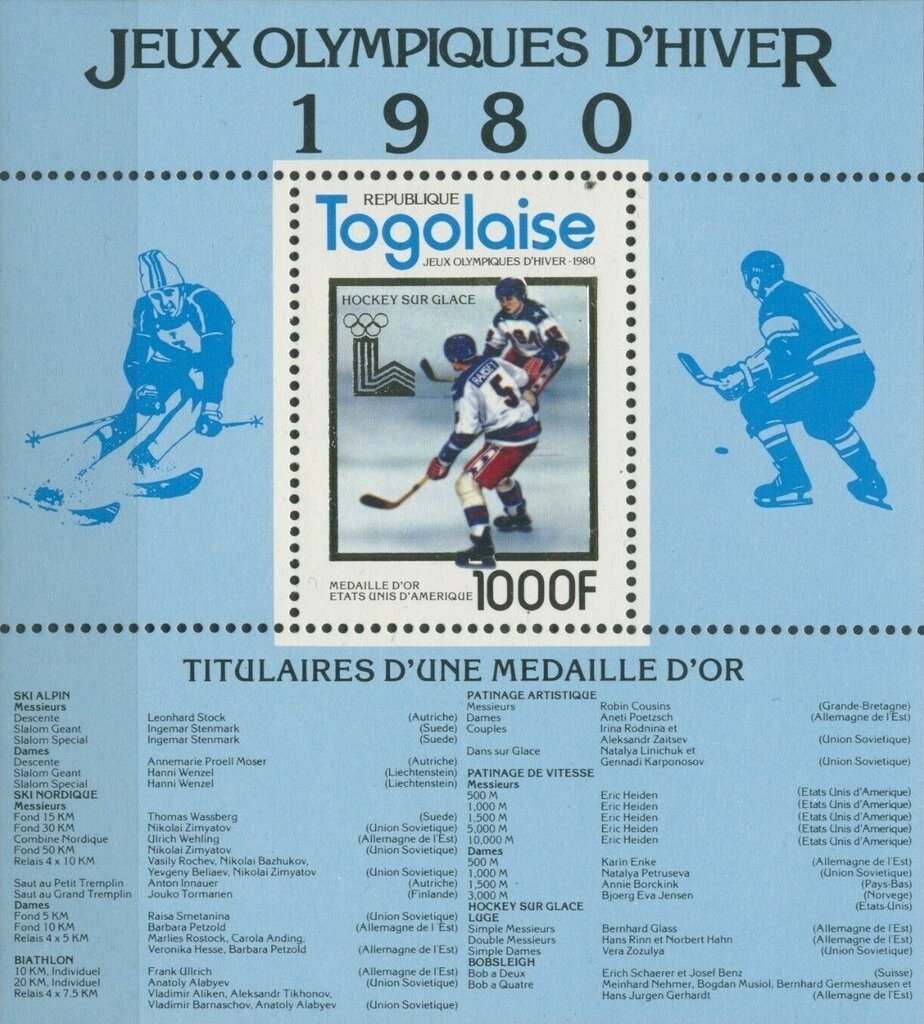 JEUX OLYMPIQUES D'HIVER
1980
REPUBLIQUE
Togolaise
JEUX OLYMPIQUES D'HIVER - 1980
HOCKEY SUR GLACE
USA
5
10
MEDAILLE D'OR
ETATS UNIS D'AMERIQUE
1000F
TITULAIRES D'UNE MEDAILLE D'OR
SKI ALPIN
Messieurs
Descente Leonhard Stock (Autriche)
Slalom Geant Ingemar Stenmark (Suede)
Slalom Special Ingemar Stenmark (Suede)
Dames
Descente Annemarie Proell Moser (Autriche)
Slalom Geant Hanni Wenzel (Liechtenstein)
Slalom Special Hanni Wenzel (Liechtenstein)
SKI NORDIQUE
Messieurs
Fond 15 KM Thomas Wassberg (Suede)
Fond 30 KM Nikolai Zimyatov (Union Sovietique)
Combine Nordique Ulrich Wehling (Allemagne de l'Est)
Fond 50 KM Nikolai Zimyatov (Union Sovietique)
Relais 4 x 10 KM Vasily Rochev, Nikolai Bazhukov,
Yevgeny Beliaev, Nikolai Zimyatov (Union Sovietique)
Saut au Petit Tremplin Anton Innauer (Autriche)
Saut au Grand Tremplin Jouko Tormanen (Finlande)
Dames
Fond 5 KM Raisa Smetanina (Union Sovietique)
Fond 10 KM Barbara Petzold (Allemagne de l'Est)
Relais 4 x 5 KM Marlies Rostock, Carola Anding,
Veronika Hesse, Barbara Petzold (Allemagne de l'Est)
BIATHLON
10 KM, Individuel Frank Ullrich (Allemagne de l'Est)
20 KM, Individuel Anatoly Alabyev (Union Sovietique)
Relais 4 x 7.5 KM Vladimir Aliken, Aleksandr Tikhonov,
Vladimir Barnaschov, Anatoly Alabyev (Union Sovietique)
PATINAGE ARTISTIQUE
Messieurs Robin Cousins (Grande-Bretagne)
Dames Aneti Poetzsch (Allemagne de l'Est)
Couples Irina Rodnina et
Aleksandr Zaitsev (Union Sovietique)
Dans sur Glace Natalya Linichuk et
Gennadi Karponosov (Union Sovietique)
PATINAGE DE VITESSE
Messieurs
500 M Eric Heiden (Etats Unis d'Amerique)
1,000 M Eric Heiden (Etats Unis d'Amerique)
1,500 M Eric Heiden (Etats Unis d'Amerique)
5,000 M Eric Heiden (Etats Unis d'Amerique)
10,000 M Eric Heiden (Etats Unis d'Amerique)
Dames
500 M Karin Enke (Allemagne de l'Est)
1,000 M Natalya Petruseva (Union Sovietique)
1,500 M Annie Borckink (Pays-Bas)
3,000 M Bjoerg Eva Jensen (Norvege)
HOCKEY SUR GLACE (Etats-Unis)
LUGE
Simple Messieurs Bernhard Glass (Allemagne de l'Est)
Double Messieurs Hans Rinn et Norbert Hahn (Allemagne de l'Est)
Simple Dames Vera Zozulya (Union Sovietique)
BOBSLEIGH
Bob a Deux Erich Schaerer et Josef Benz (Suisse)
Bob a Quatre Meinhard Nehmer, Bogdan Musiol, Bernhard Germeshausen et
Hans Jurgen Gerhardt (Allemagne de l'Est)